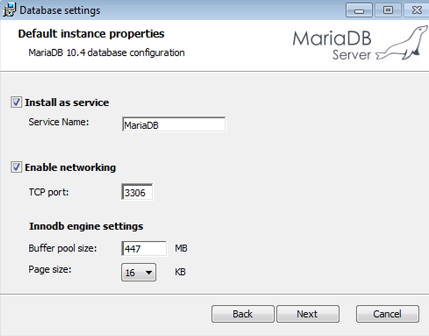 Database settings
Default instance properties
MariaDB 10.4 database configuration
MariaDB
Server
Install as service
Service Name: MariaDB
Enable networking
TCP port: 3306
Innodb engine settings
Buffer pool size: 447 MB
Page size: 16 KB
Back Next Cancel